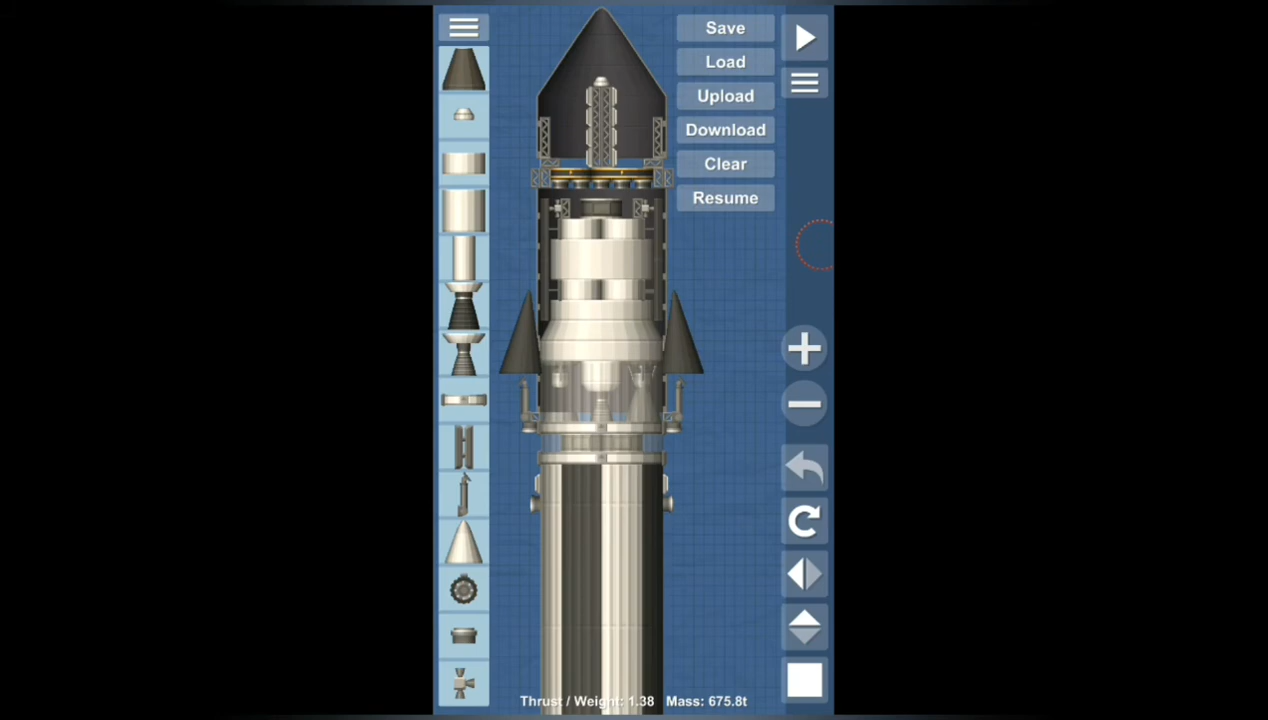 Save
Load
Upload
Download
Clear
Resume
Thrust / Weight: 1.38 Mass: 675.8t